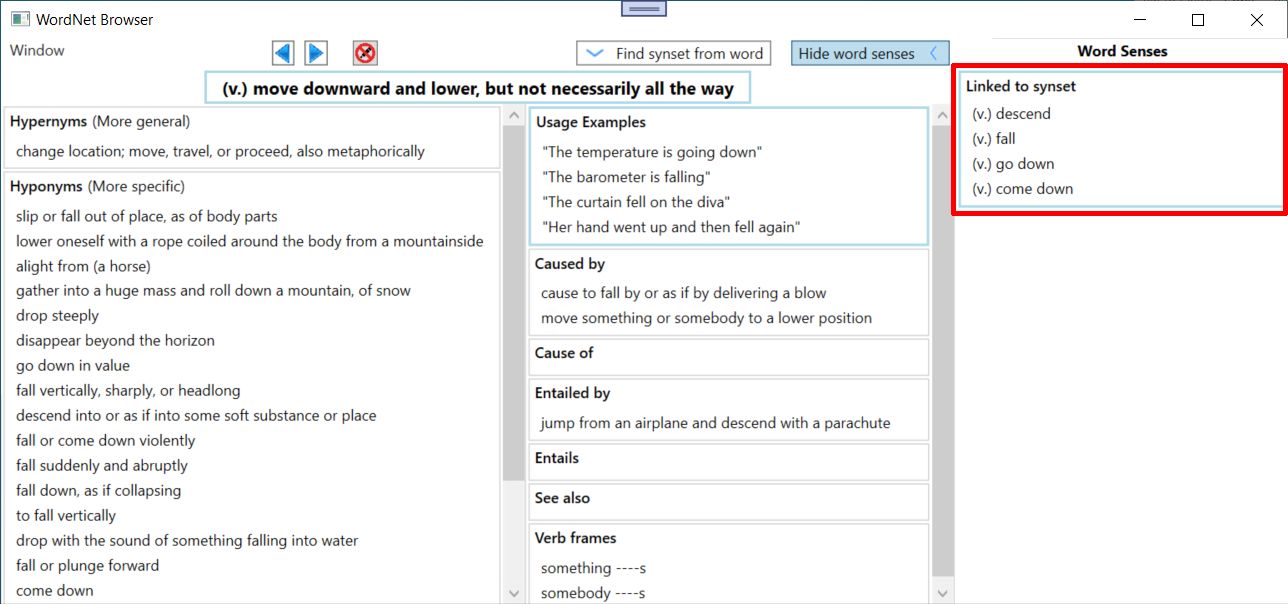 WordNet Browser
Window
Find synset from word
Hide word senses
(v.) move downward and lower, but not necessarily all the way
Hypernyms (More general)
change location; move, travel, or proceed, also metaphorically
Hyponyms (More specific)
slip or fall out of place, as of body parts
lower oneself with a rope coiled around the body from a mountainside
alight from (a horse)
gather into a huge mass and roll down a mountain, of snow
drop steeply
disappear beyond the horizon
go down in value
fall vertically, sharply, or headlong
descend into or as if into some soft substance or place
fall or come down violently
fall suddenly and abruptly
fall down, as if collapsing
to fall vertically
drop with the sound of something falling into water
fall or plunge forward
come down
Usage Examples
"The temperature is going down"
"The barometer is falling"
"The curtain fell on the diva"
"Her hand went up and then fell again"
Caused by
cause to fall by or as if by delivering a blow
move something or somebody to a lower position
Cause of
Entailed by
jump from an airplane and descend with a parachute
Entails
See also
Verb frames
something ----s
somebody ----s
Word Senses
Linked to synset
(v.) descend
(v.) fall
(v.) go down
(v.) come down